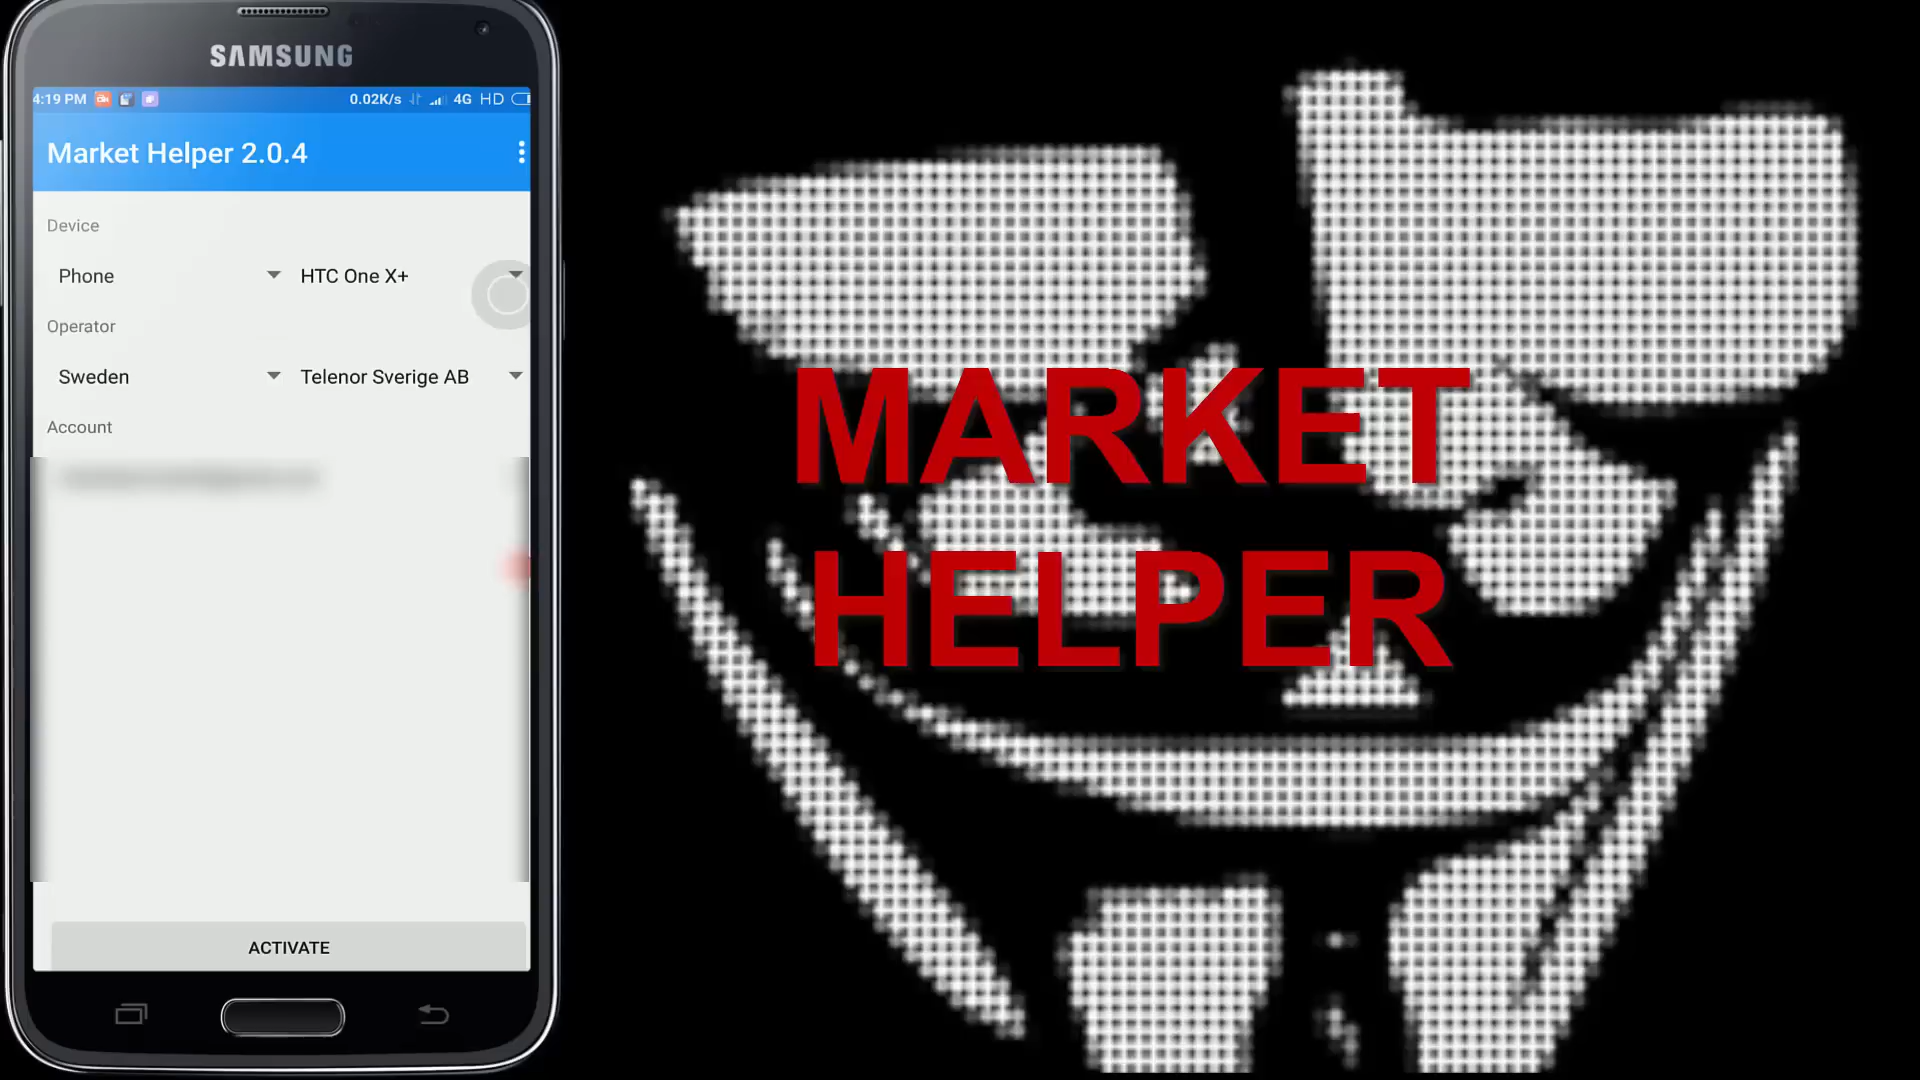 SAMSUNG
4:19 PM 0.02K/s 4G HD
Market Helper 2.0.4
Device
Phone HTC One X+
Operator
Sweden Telenor Sverige AB
Account
ACTIVATE
MARKET
HELPER